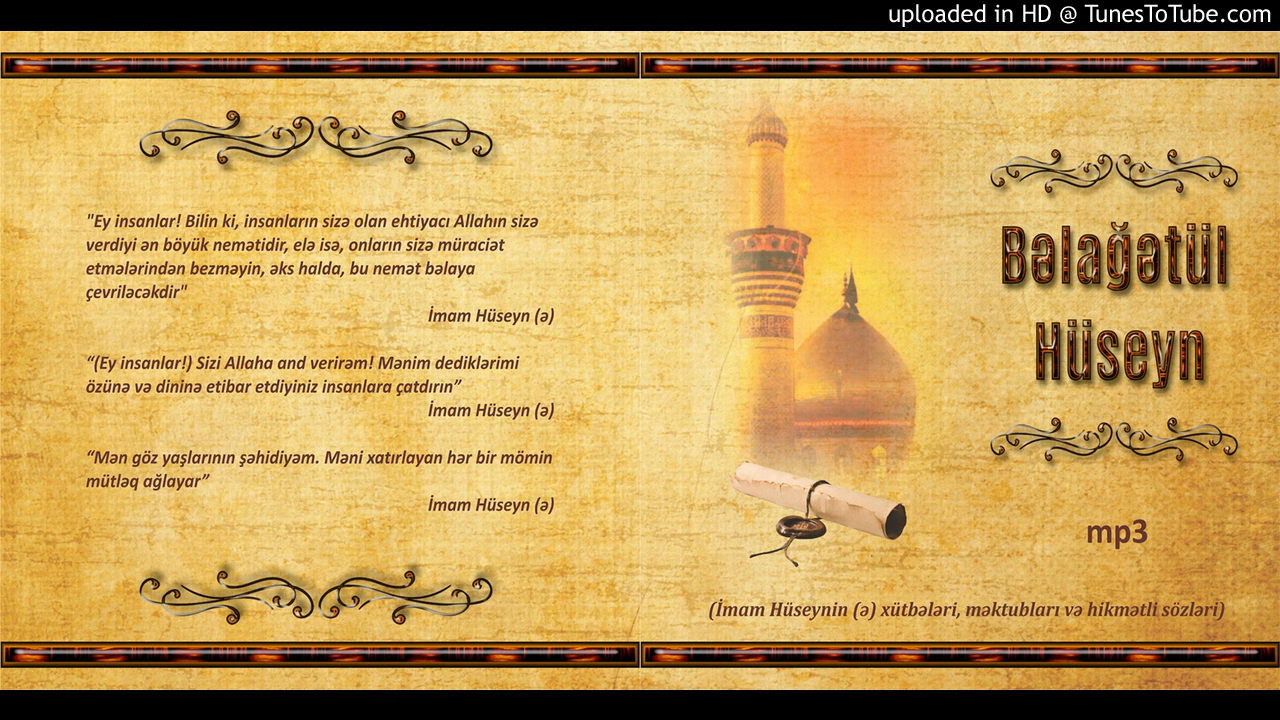 uploaded in HD @ TunesToTube.com
"Ey insanlar! Bilin ki, insanların sizə olan ehtiyacı Allahın sizə
verdiyi ən böyük nemətidir, elə isə, onların sizə müraciət
etmələrindən bezməyin, əks halda, bu nemət bəlaya
çevriləcəkdir"
İmam Hüseyn (ə)
“(Ey insanlar!) Sizi Allaha and verirəm! Mənim dediklərimi
özünə və dininə etibar etdiyiniz insanlara çatdırın”
İmam Hüseyn (ə)
“Mən göz yaşlarının şəhidiyəm. Məni xatırlayan hər bir mömin
mütləq ağlayar”
İmam Hüseyn (ə)
Bəlağətül
Hüseyn
mp3
(İmam Hüseynin (ə) xütbələri, məktubları və hikmətli sözləri)